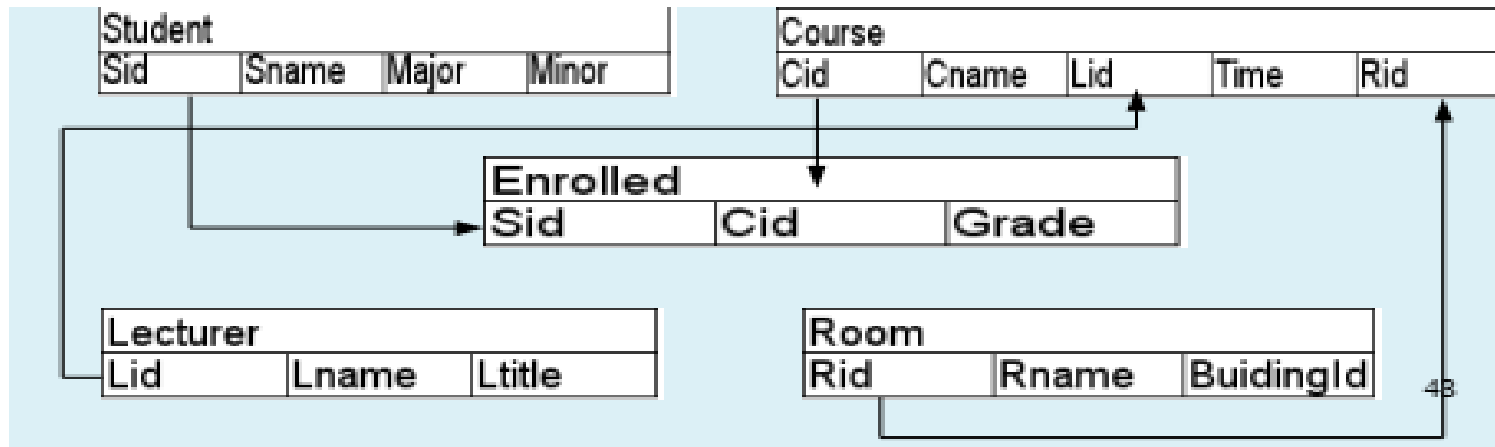 Student
Sid Sname Major Minor
Course
Cid Cname Lid Time Rid
Enrolled
Sid Cid Grade
Lecturer
Lid Lname Ltitle
Room
Rid Rname BuidingId
48